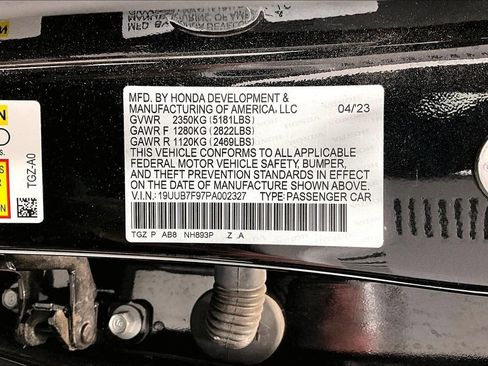 MFD. BY HONDA DEVELOPMENT &
MANUFACTURING OF AMERICA, LLC 04/23
GVWR 2350KG (5181LBS)
GAWR F 1280KG (2822LBS)
GAWR R 1120KG (2469LBS)
THIS VEHICLE CONFORMS TO ALL APPLICABLE
FEDERAL MOTOR VEHICLE SAFETY, BUMPER,
AND THEFT PREVENTION STANDARDS IN EFFECT
ON THE DATE OF MANUFACTURE SHOWN ABOVE.
V.I.N.: 19UUB7F97PA002327 TYPE:PASSENGER CAR
TGZ P AB8 NH893P .Z .A
TGZ-A0